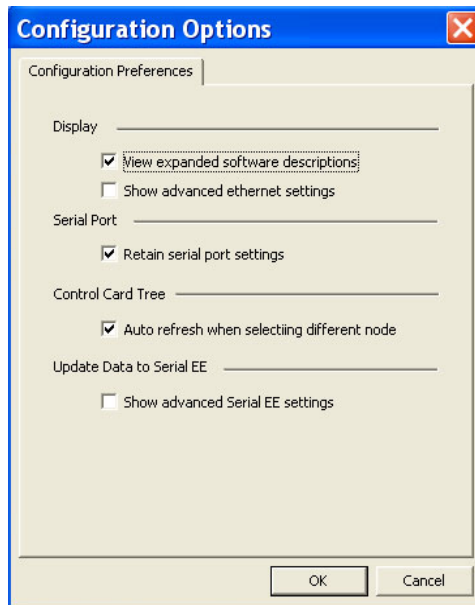 Configuration Options
Configuration Preferences
Display
View expanded software descriptions
Show advanced ethernet settings
Serial Port
Retain serial port settings
Control Card Tree
Auto refresh when selectiing different node
Update Data to Serial EE
Show advanced Serial EE settings
OK Cancel